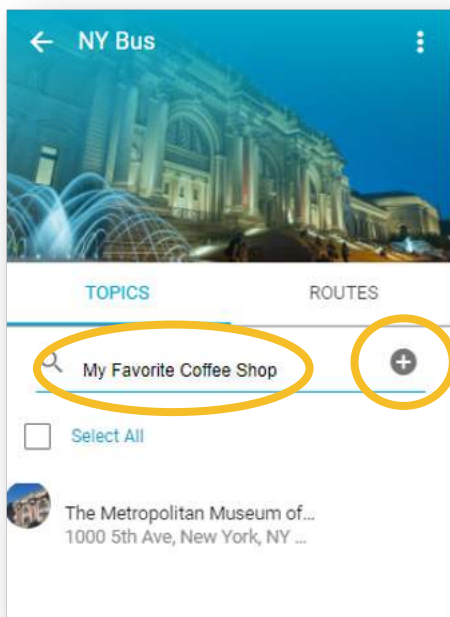 NY Bus
TOPICS ROUTES
My Favorite Coffee Shop
Select All
The Metropolitan Museum of...
1000 5th Ave, New York, NY ...